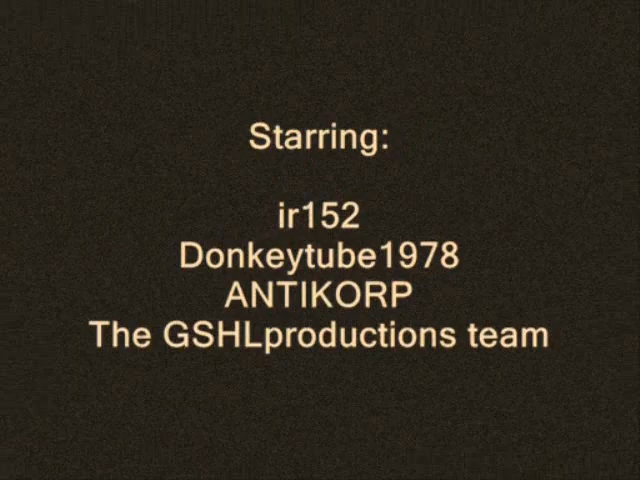 Starring:
ir152
Donkeytube1978
ANTIKORP
The GSHLproductions team